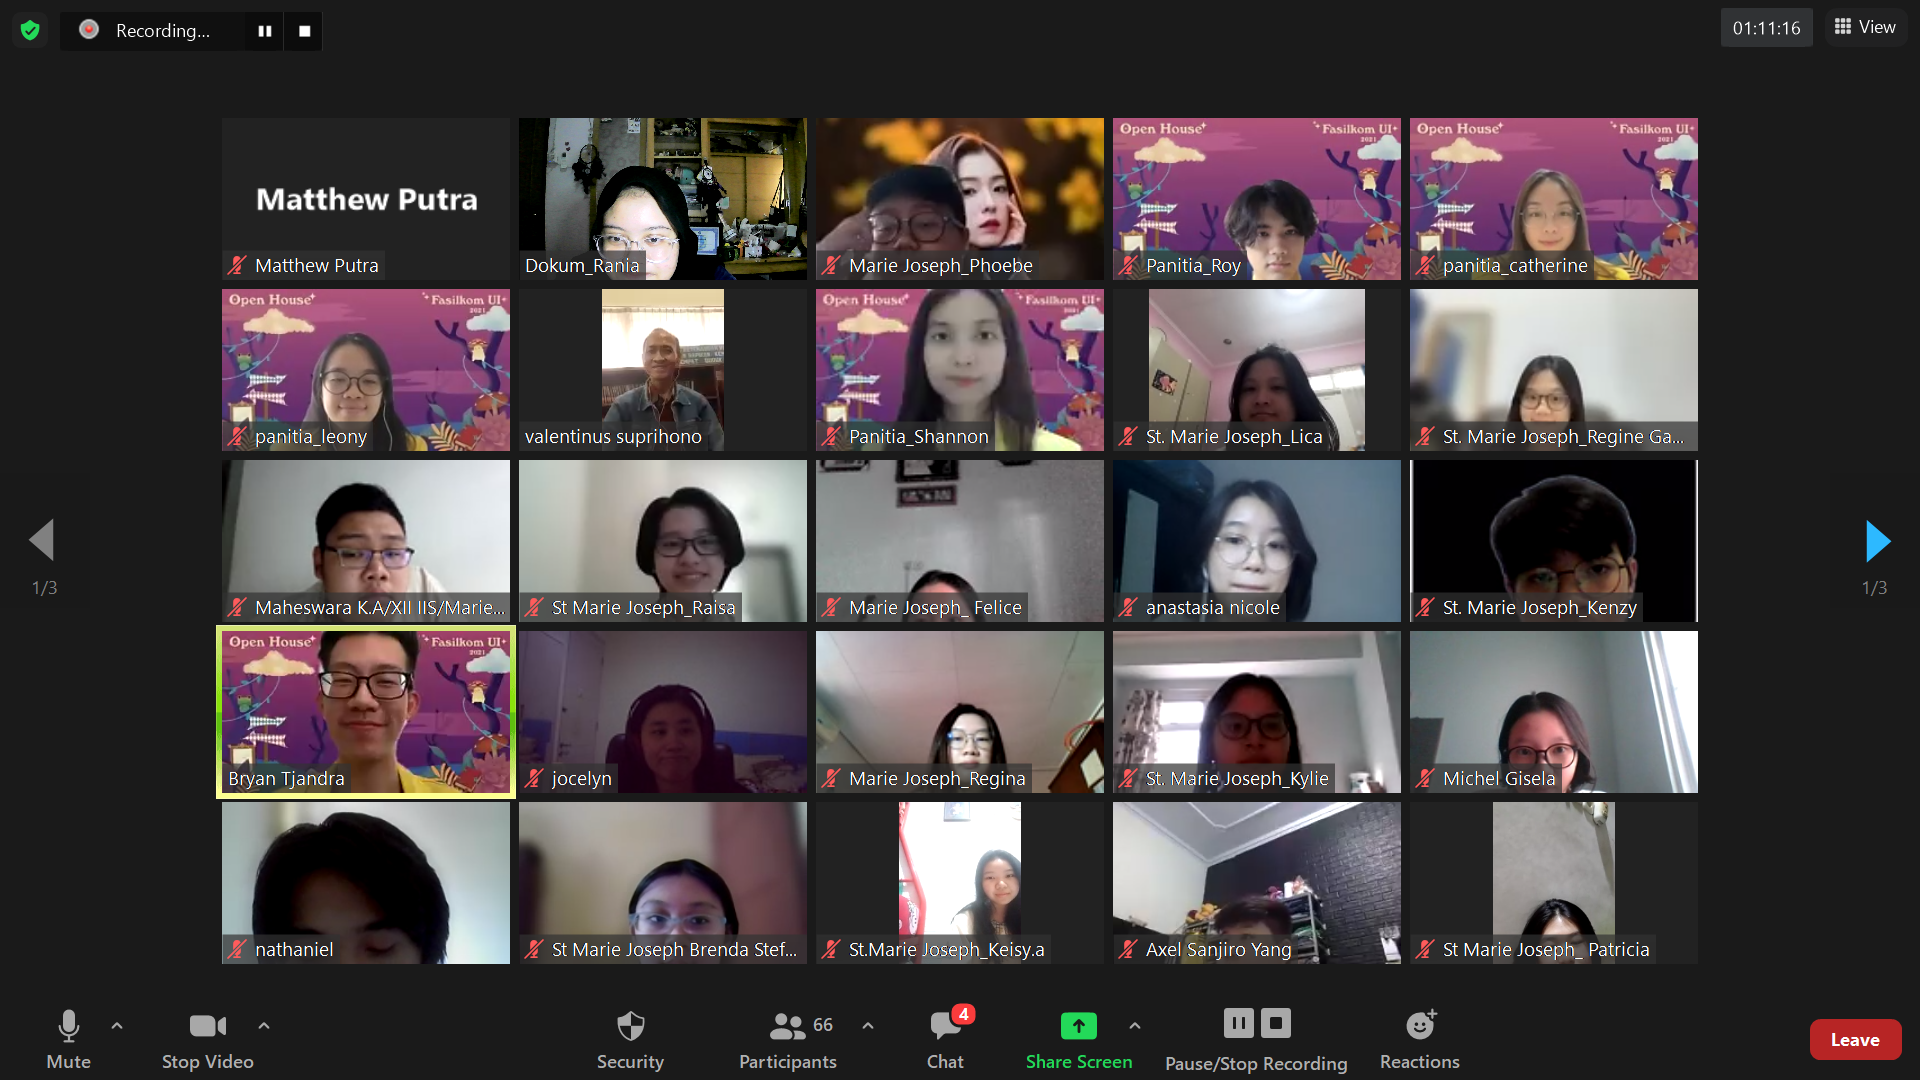 Recording...
01:11:16
View
Matthew Putra
Matthew Putra
Dokum_Rania
Marie Joseph_Phoebe
Open House
Fasilkom UI
2021
Panitia_Roy
Open House
Fasilkom UI
2021
panitia_catherine
Open House
Fasilkom UI
2021
panitia_leony
valentinus suprihono
Open House
Fasilkom UI
2021
Panitia_Shannon
St. Marie Joseph_Lica
St. Marie Joseph_Regine Ga...
Maheswara K.A/XII IIS/Marie...
St Marie Joseph_Raisa
Marie Joseph_ Felice
anastasia nicole
St. Marie Joseph_Kenzy
1/3
1/3
Open House
Fasilkom UI
2021
Bryan Tjandra
jocelyn
Marie Joseph_Regina
St. Marie Joseph_Kylie
Michel Gisela
nathaniel
St Marie Joseph Brenda Stef...
St.Marie Joseph_Keisy.a
Axel Sanjiro Yang
St Marie Joseph_ Patricia
Mute
Stop Video
Security
66
Participants
4
Chat
Share Screen
Pause/Stop Recording
Reactions
Leave